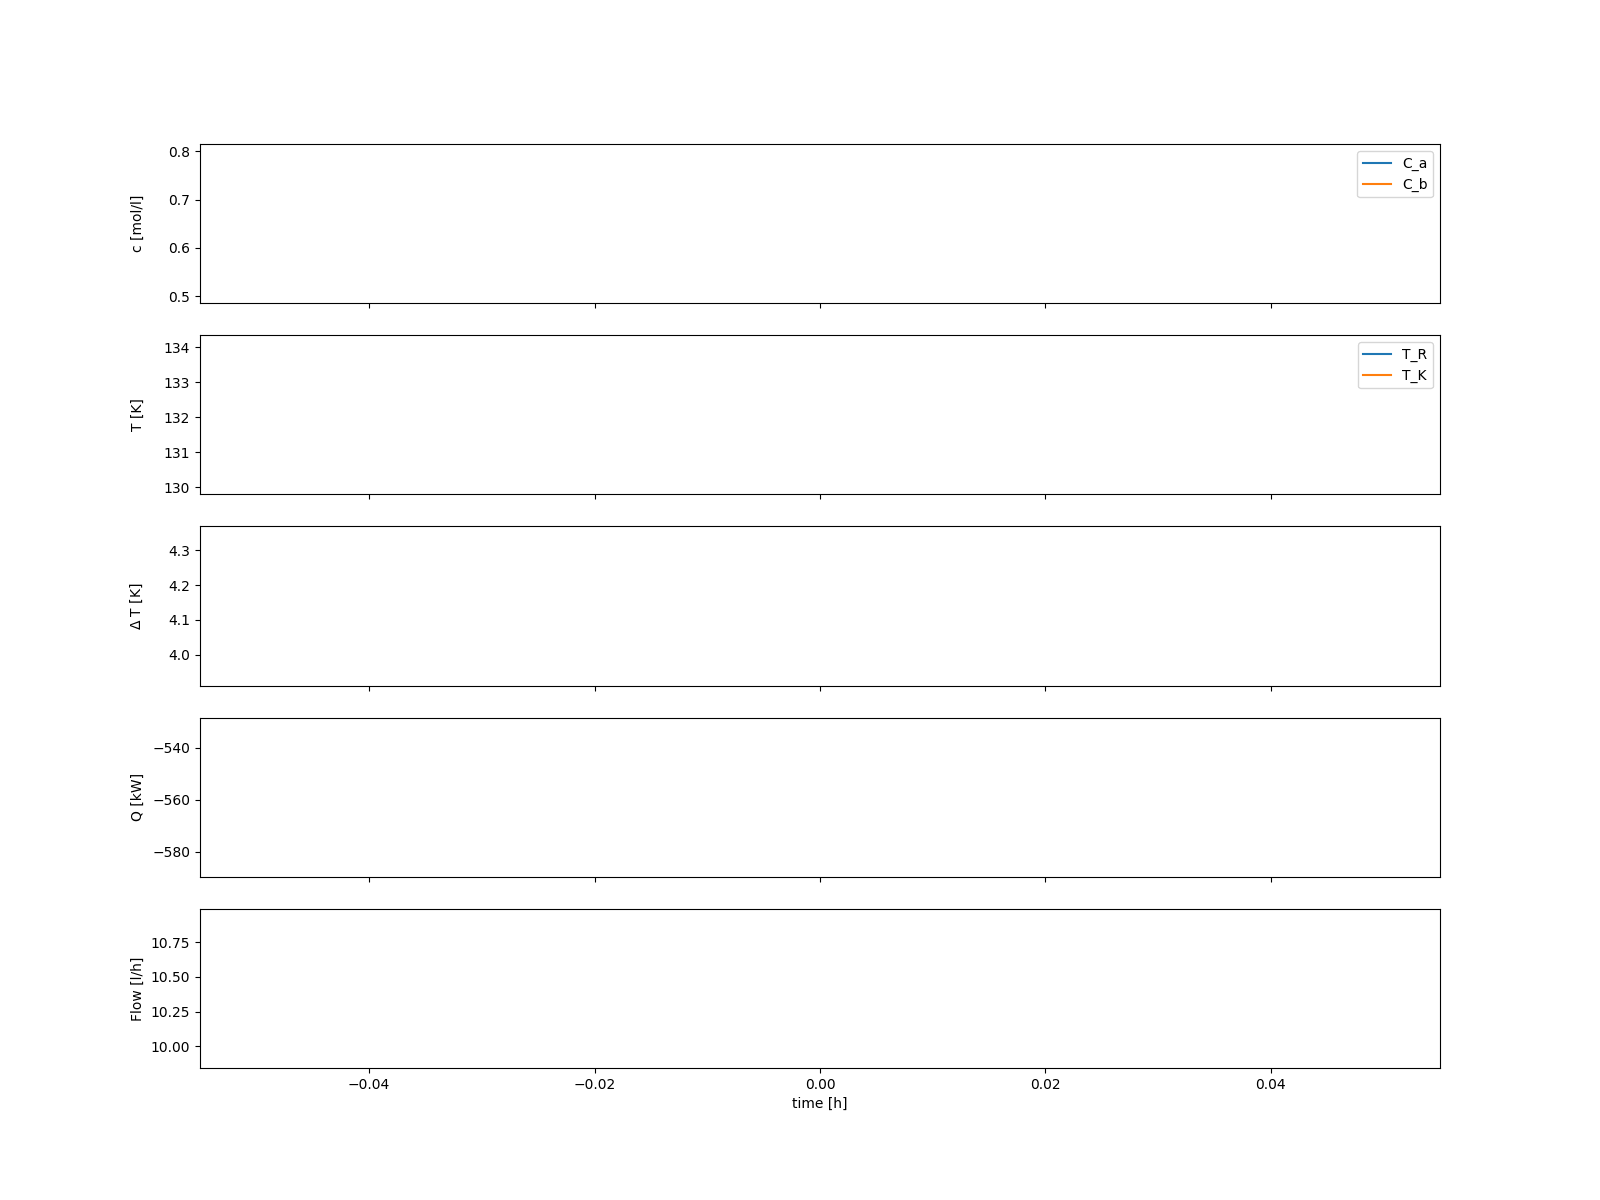 0.8
0.7
0.6
0.5
c [mol/l]
C_a
C_b
134
133
132
131
130
T [K]
T_R
T_K
4.3
4.2
4.1
4.0
Δ T [K]
−540
−560
−580
Q [kW]
10.75
10.50
10.25
10.00
Flow [l/h]
−0.04 −0.02 0.00 0.02 0.04
time [h]